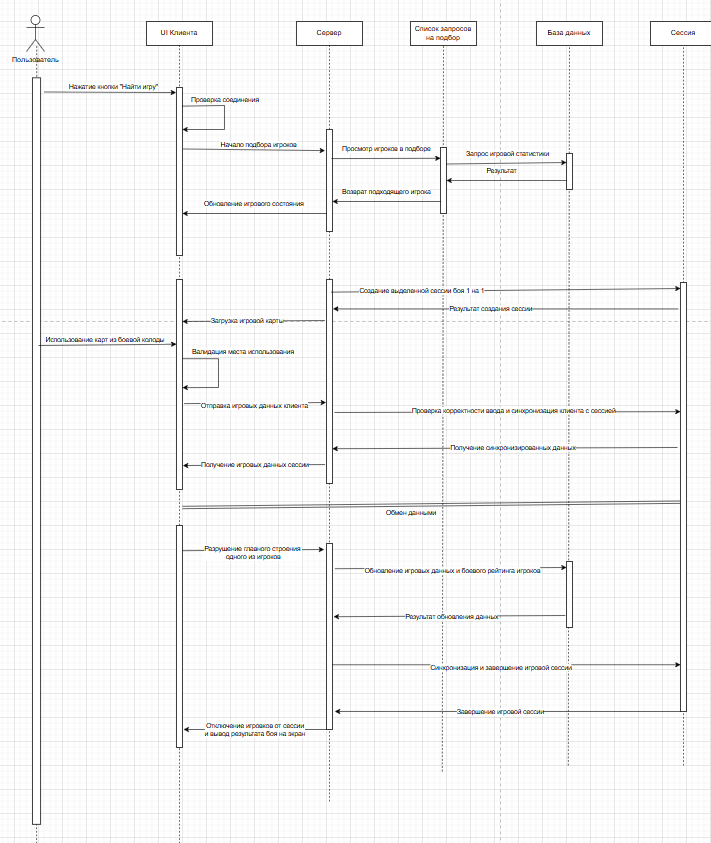 UI Клиента
Сервер
Список запросов
на подбор
База данных
Сессия
Пользователь
Нажатие кнопки "Найти игру"
Проверка соединения
Начало подбора игроков
Просмотр игроков в подборе
Запрос игровой статистики
Результат
Возврат подходящего игрока
Обновление игрового состояния
Создание выделенной сессии боя 1 на 1
Результат создания сессии
Загрузка игровой карты
Использование карт из боевой колоды
Валидация места использования
Отправка игровых данных клиента
Проверка корректности ввода и синхронизация клиента с сессией
Получение синхронизированных данных
Получение игровых данных сессии
Обмен данными
Разрушение главного строения
одного из игроков
Обновление игровых данных и боевого рейтинга игроков
Результат обновления данных
Синхронизация и завершение игровой сессии
Завершение игровой сессии
Отключение игровков от сессии
и вывод результата боя на экран